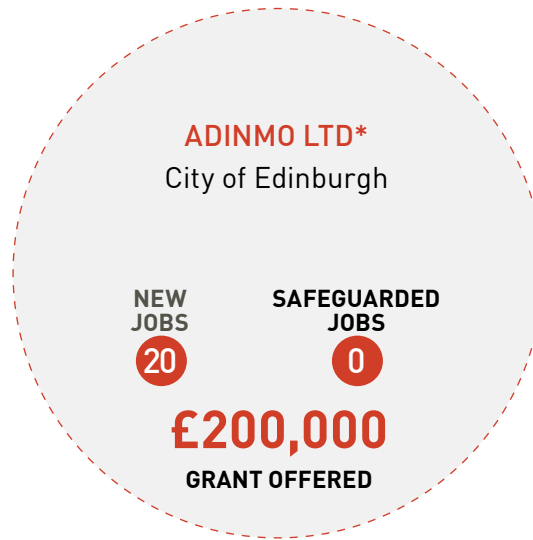 ADINMO LTD*
City of Edinburgh
NEW
JOBS
20
SAFEGUARDED
JOBS
0
£200,000
GRANT OFFERED